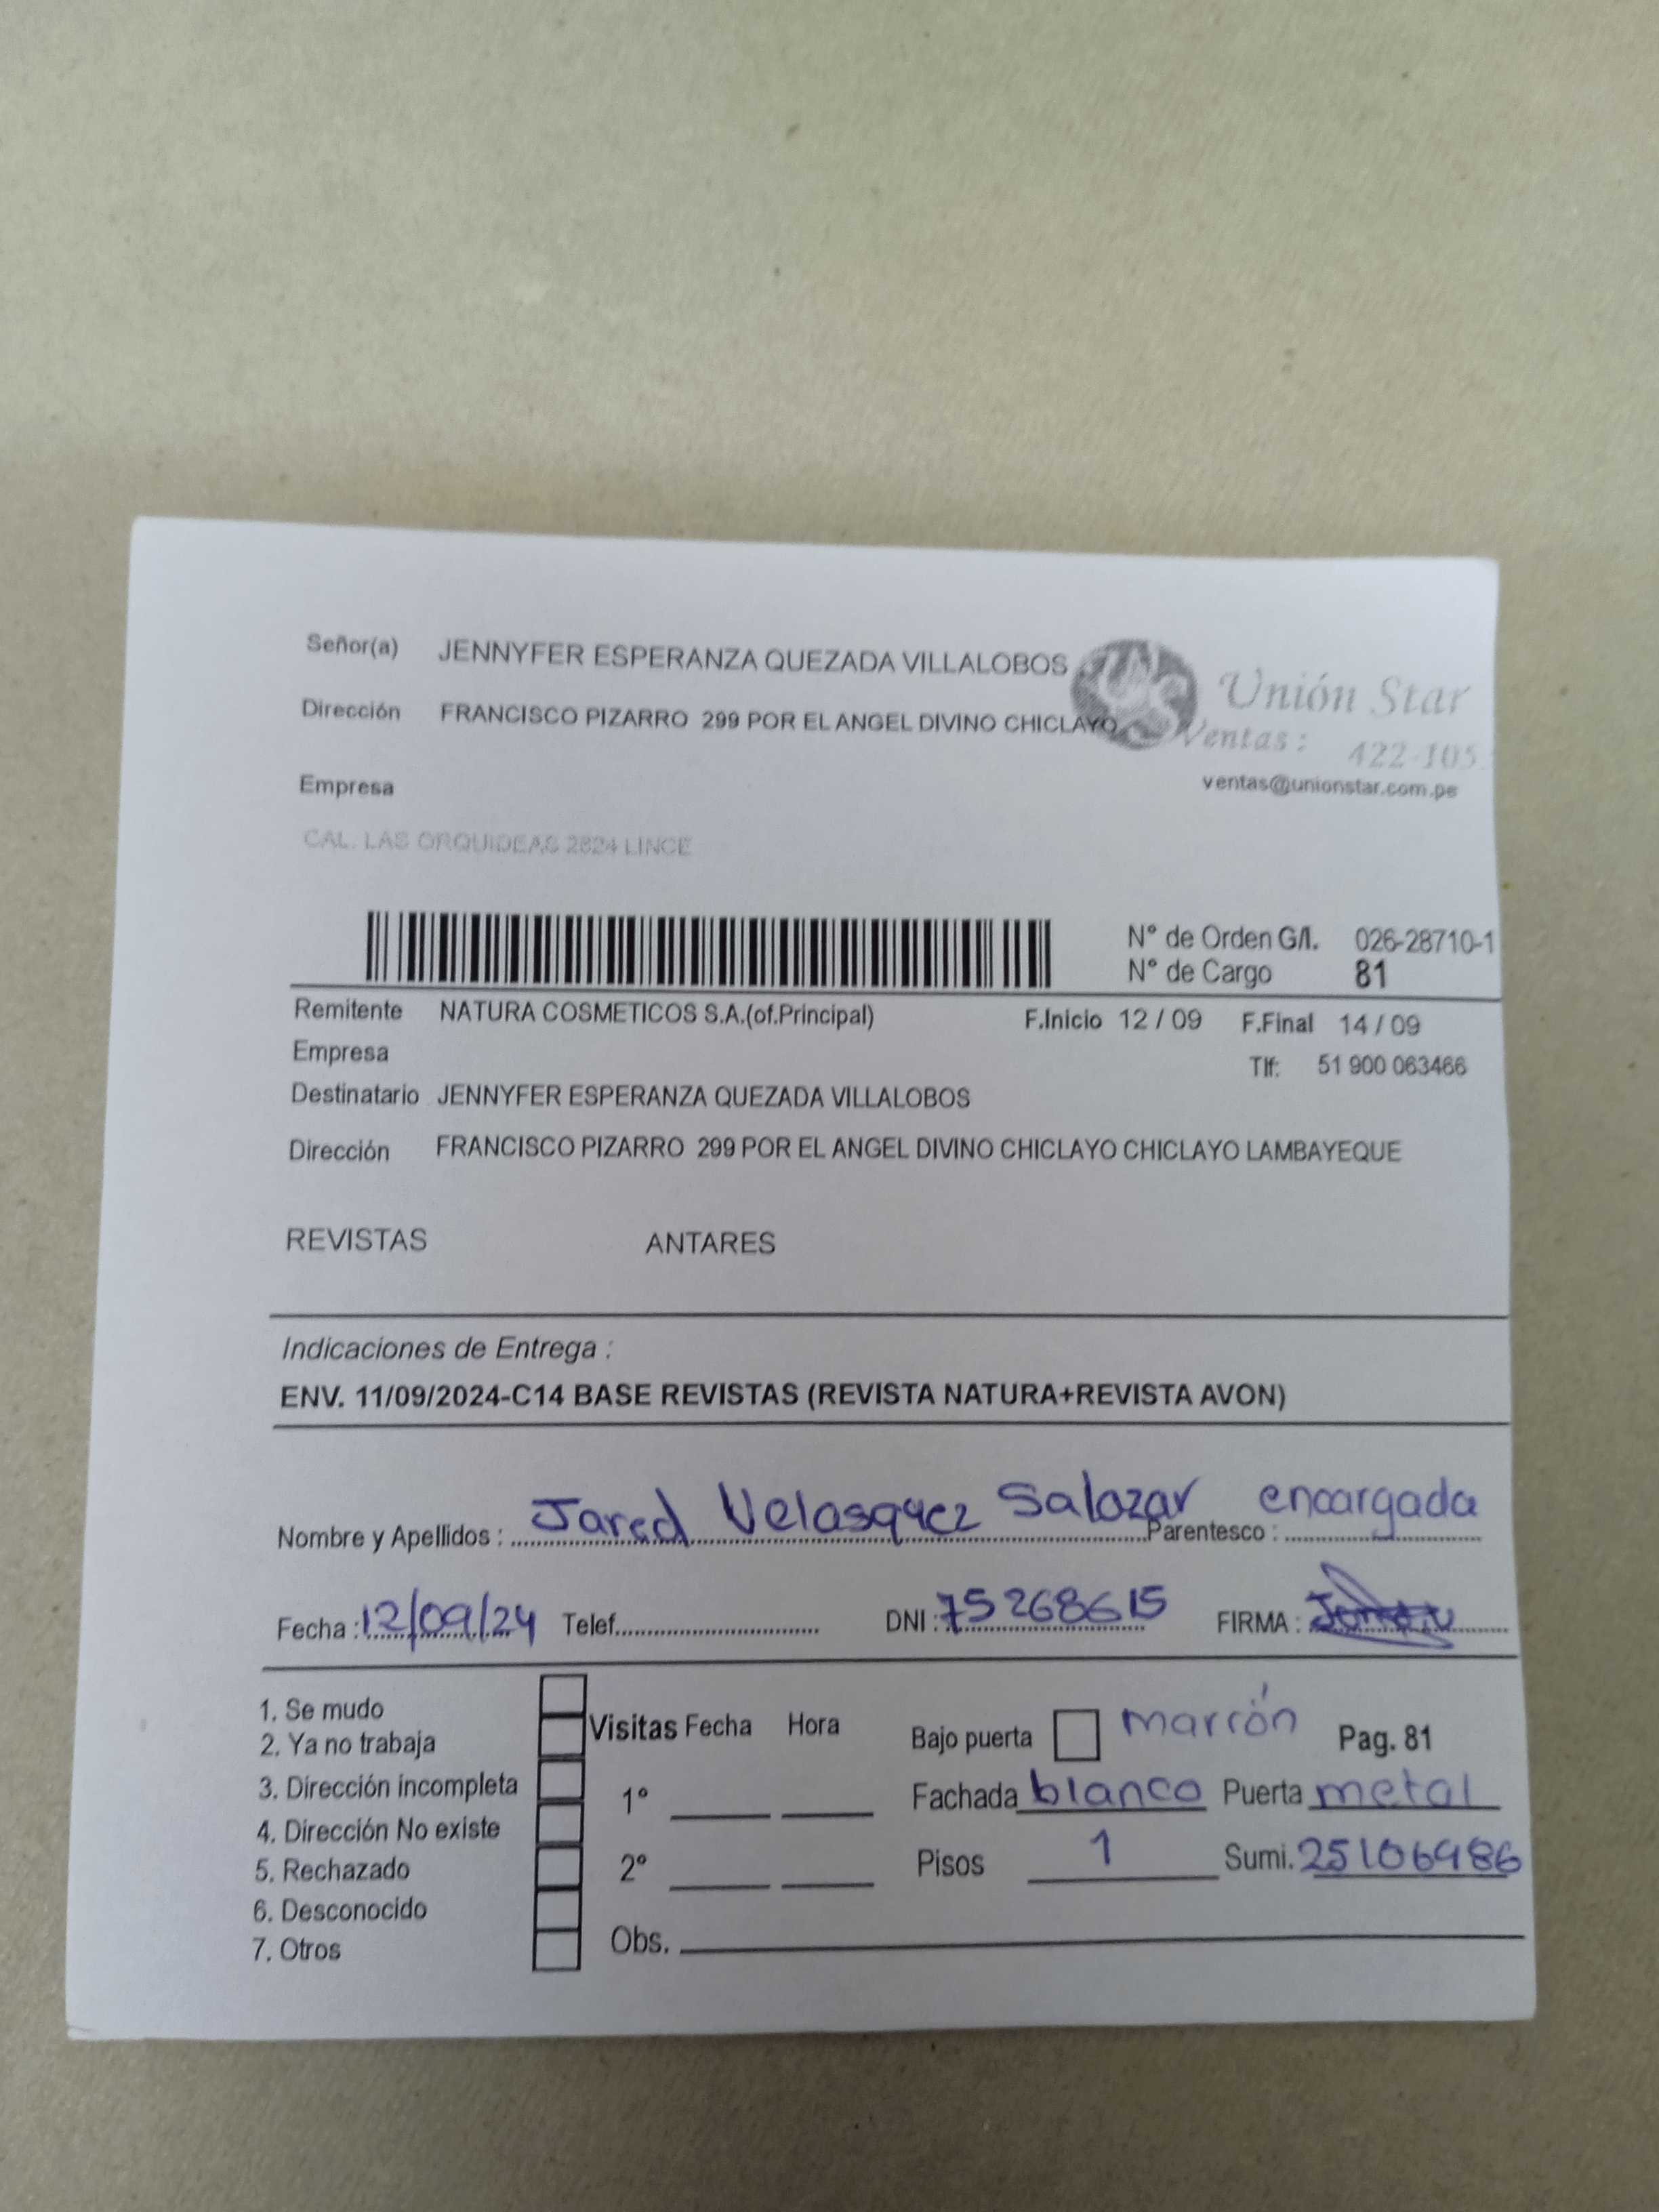 Señor(a) JENNYFER ESPERANZA QUEZADA VILLALOBOS
Unión Star
Dirección FRANCISCO PIZARRO 299 POR EL ANGEL DIVINO CHICLAYO
Ventas: 422-105
Empresa
ventas@unionstar.com.pe
CAL. LAS ORQUIDEAS 2824 LINCE
N° de Orden G/I. 026-28710-1
N° de Cargo 81
Remitente NATURA COSMETICOS S.A.(of.Principal) F.Inicio 12 / 09 F.Final 14 / 09
Empresa Tlf: 51 900 063466
Destinatario JENNYFER ESPERANZA QUEZADA VILLALOBOS
Dirección FRANCISCO PIZARRO 299 POR EL ANGEL DIVINO CHICLAYO CHICLAYO LAMBAYEQUE
REVISTAS ANTARES
Indicaciones de Entrega :
ENV. 11/09/2024-C14 BASE REVISTAS (REVISTA NATURA+REVISTA AVON)
Nombre y Apellidos : Jared Velasquez Salazar Parentesco : encargada
Fecha : 12/09/24 Telef. DNI : 75268615 FIRMA :
1. Se mudo
2. Ya no trabaja
3. Dirección incompleta
4. Dirección No existe
5. Rechazado
6. Desconocido
7. Otros
Visitas Fecha Hora
1°
2°
Obs.
Bajo puerta marrón Pag. 81
Fachada blanco Puerta metal
Pisos 1 Sumi. 25106986